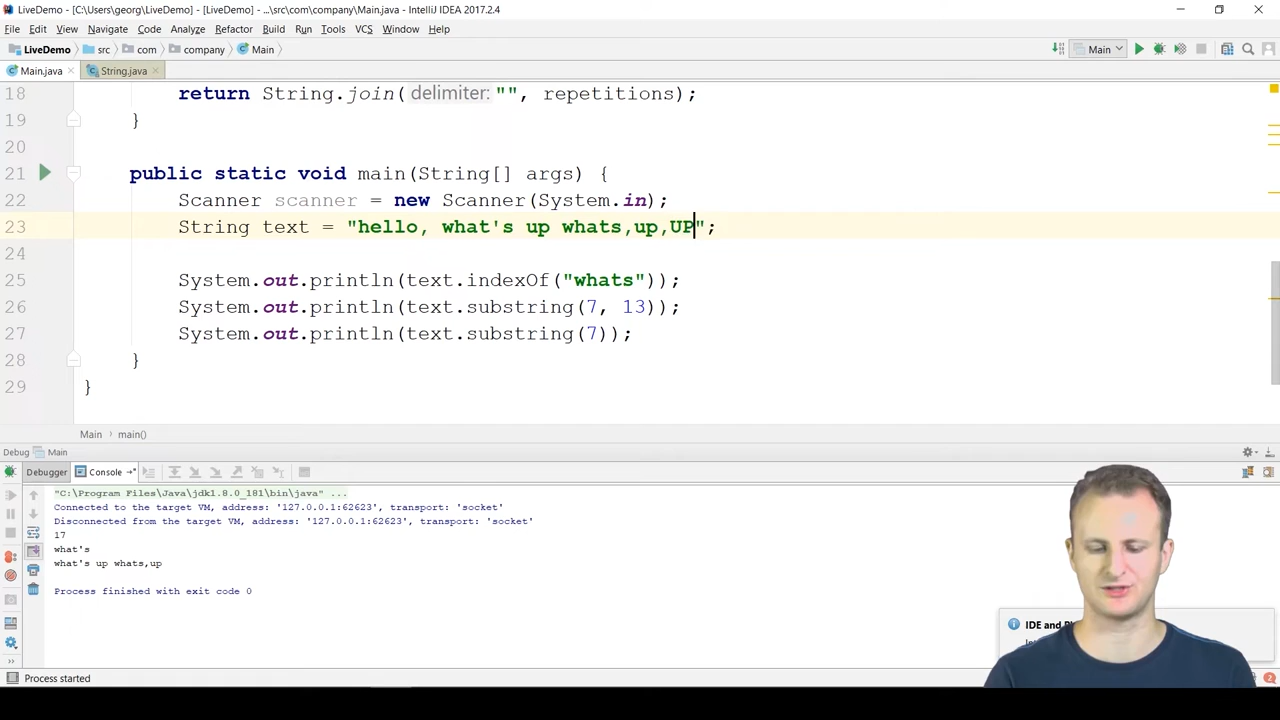 LiveDemo - [C:\Users\georg\LiveDemo] - [LiveDemo] - ...\src\com\company\Main.java - IntelliJ IDEA 2017.2.4
File Edit View Navigate Code Analyze Refactor Build Run Tools VCS Window Help
LiveDemo src com company Main Main
Main.java String.java
18 return String.join( delimiter: "", repetitions);
19 }
20
21 public static void main(String[] args) {
22 Scanner scanner = new Scanner(System.in);
23 String text = "hello, what's up whats,up,UP";
24
25 System.out.println(text.indexOf("whats"));
26 System.out.println(text.substring(7, 13));
27 System.out.println(text.substring(7));
28 }
29 }
Main main()
Debug Main
Debugger Console
"C:\Program Files\Java\jdk1.8.0_181\bin\java" ...
Connected to the target VM, address: '127.0.0.1:62623', transport: 'socket'
Disconnected from the target VM, address: '127.0.0.1:62623', transport: 'socket'
17
what's
what's up whats,up
Process finished with exit code 0
IDE and
Process started
2